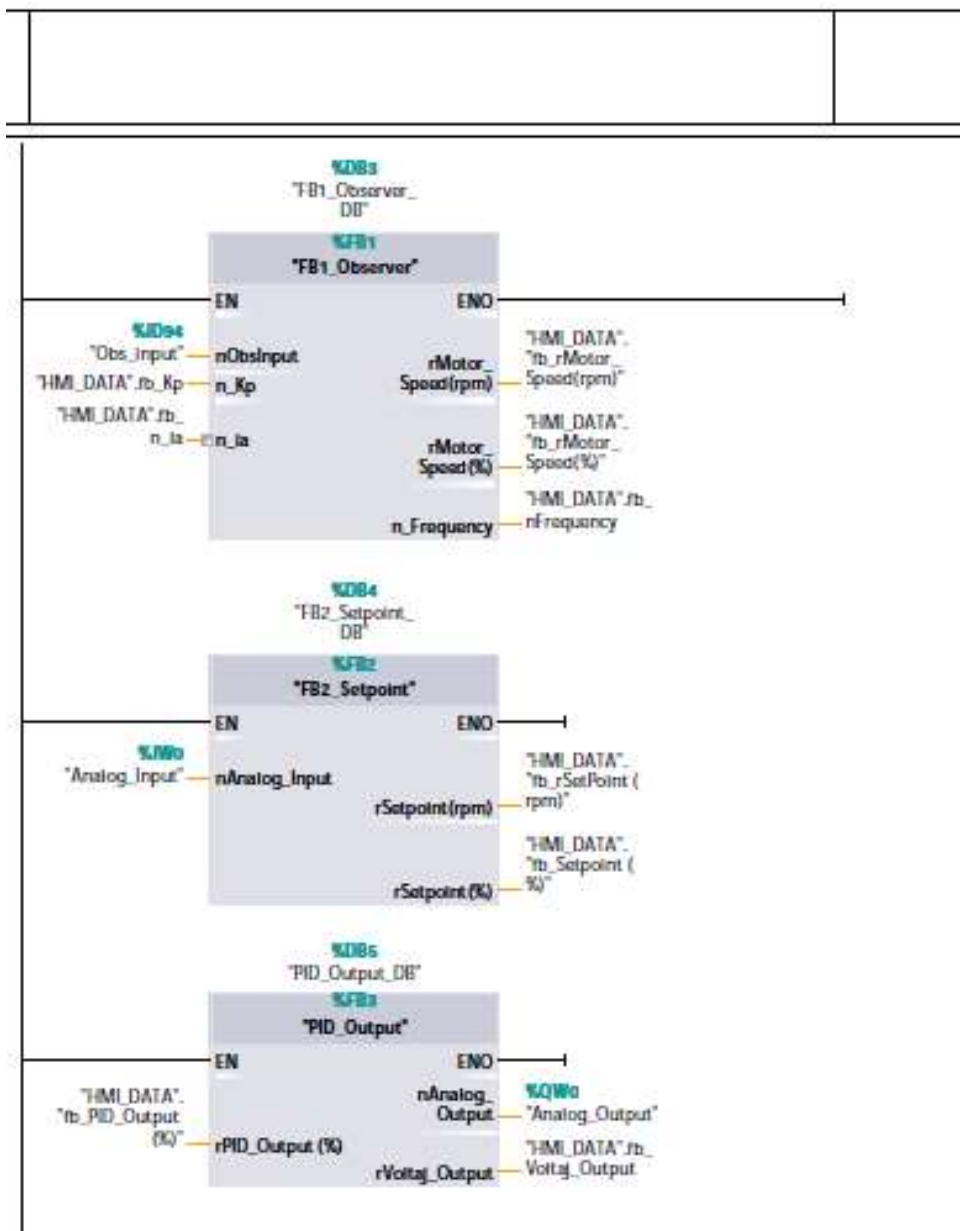 %DB3
"FB1_Observer_
DB"
%FB1
"FB1_Observer"
EN
ENO
%ID94
"Obs_Input"
nObsInput
"HMI_DATA".fb_Kp
n_Kp
"HMI_DATA".fb_
n_Ia
n_Ia
rMotor_
Speed(rpm)
"HMI_DATA".
"fb_rMotor_
Speed(rpm)"
rMotor_
Speed(%)
"HMI_DATA".
"fb_rMotor_
Speed(%)"
n_Frequency
"HMI_DATA".fb_
nFrequency
%DB4
"FB2_Setpoint_
DB"
%FB2
"FB2_Setpoint"
EN
ENO
%IW0
"Analog_Input"
nAnalog_Input
rSetpoint(rpm)
"HMI_DATA".
"fb_rSetPoint (
rpm)"
rSetpoint(%)
"HMI_DATA".
"fb_Setpoint (
%)"
%DB5
"PID_Output_DB"
%FB3
"PID_Output"
EN
ENO
"HMI_DATA".
"fb_PID_Output
(%)"
rPID_Output (%)
nAnalog_
Output
%QW0
"Analog_Output"
rVoltaj_Output
"HMI_DATA".fb_
Voltaj_Output